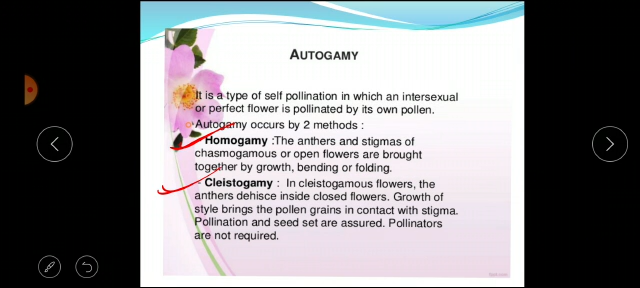 AUTOGAMY
It is a type of self pollination in which an intersexual
or perfect flower is pollinated by its own pollen.
Autogamy occurs by 2 methods :
Homogamy :The anthers and stigmas of
chasmogamous or open flowers are brought
together by growth, bending or folding.
- Cleistogamy : In cleistogamous flowers, the
anthers dehisce inside closed flowers. Growth of
style brings the pollen grains in contact with stigma.
Pollination and seed set are assured. Pollinators
are not required.